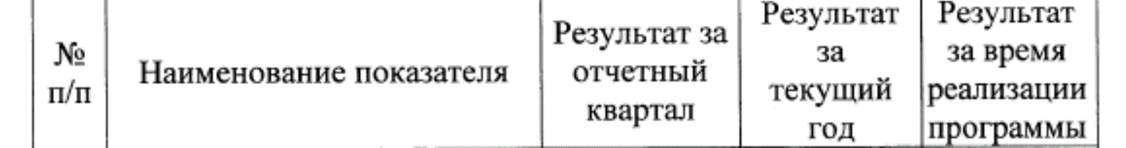 №
п/п
Наименование показателя
Результат за
отчетный
квартал
Результат
за
текущий
год
Результат
за время
реализации
программы